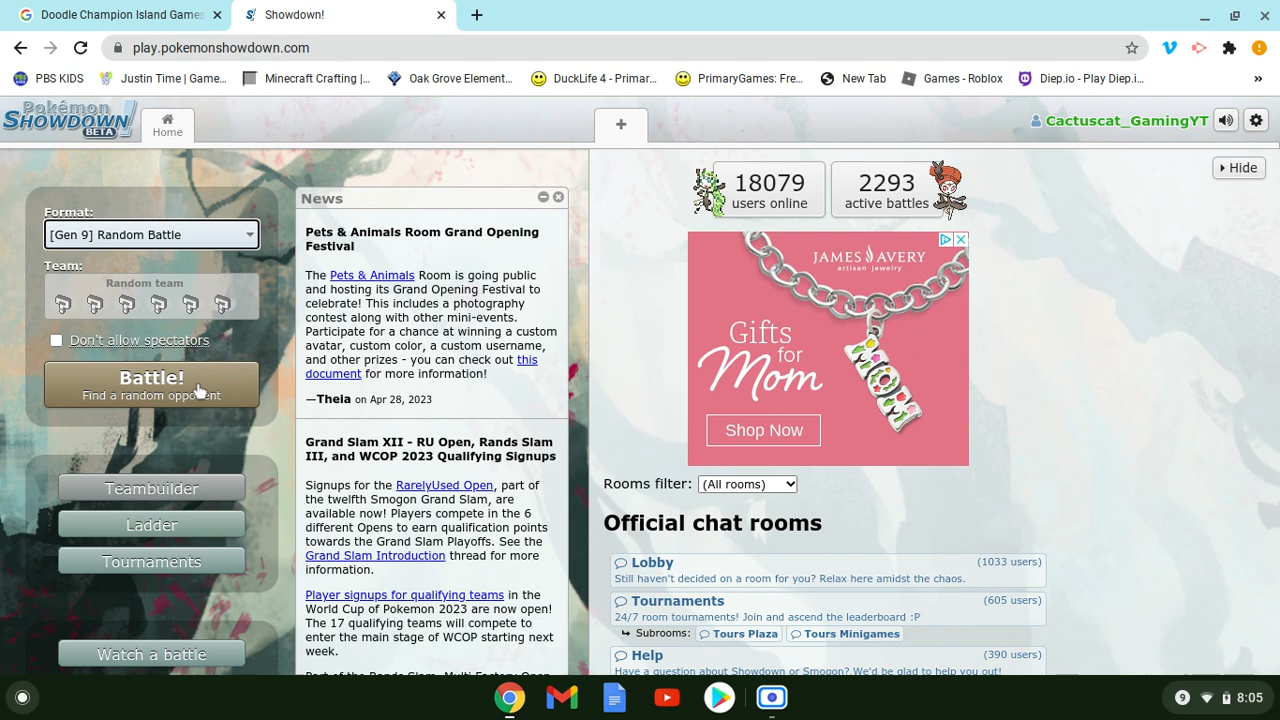 Doodle Champion Island Games
Showdown!
play.pokemonshowdown.com
PBS KIDS
Justin Time | Game...
Minecraft Crafting |...
Oak Grove Element...
DuckLife 4 - Primar...
PrimaryGames: Fre...
New Tab
Games - Roblox
Diep.io - Play Diep.i...
»
Pokémon
SHOWDOWN!
BETA
Home
+
Cactuscat_GamingYT
Format:
[Gen 9] Random Battle
Team:
Random team
Don't allow spectators
Battle!
Find a random opponent
Teambuilder
Ladder
Tournaments
Watch a battle
News
Pets & Animals Room Grand Opening
Festival
The Pets & Animals Room is going public
and hosting its Grand Opening Festival to
celebrate! This includes a photography
contest along with other mini-events.
Participate for a chance at winning a custom
avatar, custom color, a custom username,
and other prizes - you can check out this
document for more information!
—Theia on Apr 28, 2023
Grand Slam XII - RU Open, Rands Slam
III, and WCOP 2023 Qualifying Signups
Signups for the RarelyUsed Open, part of
the twelfth Smogon Grand Slam, are
available now! Players compete in the 6
different Opens to earn qualification points
towards the Grand Slam Playoffs. See the
Grand Slam Introduction thread for more
information.
Player signups for qualifying teams in the
World Cup of Pokemon 2023 are now open!
The 17 qualifying teams will compete to
enter the main stage of WCOP starting next
week.
18079
users online
2293
active battles
Hide
JAMES AVERY
artisan jewelry
Gifts
for
Mom
MOM
Shop Now
Rooms filter: (All rooms)
Official chat rooms
Lobby (1033 users)
Still haven't decided on a room for you? Relax here amidst the chaos.
Tournaments (605 users)
24/7 room tournaments! Join and ascend the leaderboard :P
Subrooms: Tours Plaza Tours Minigames
Help (390 users)
Have a question about Showdown or Smogon? We'd be glad to help you out!
9 8:05